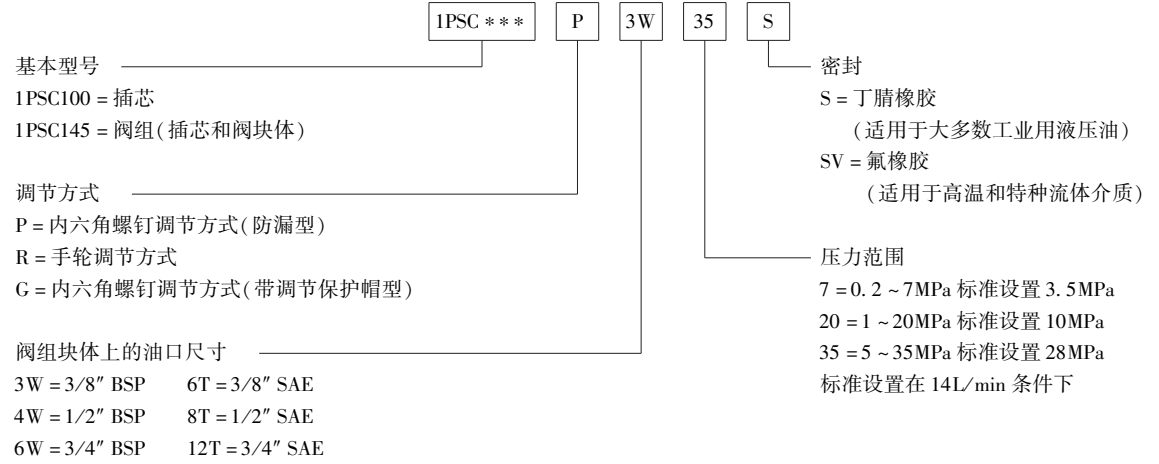 1PSC*** P 3W 35 S
基本型号
1PSC100 = 插芯
1PSC145 = 阀组(插芯和阀块体)
调节方式
P = 内六角螺钉调节方式(防漏型)
R = 手轮调节方式
G = 内六角螺钉调节方式(带调节保护帽型)
阀组块体上的油口尺寸
3W = 3/8″ BSP 6T = 3/8″ SAE
4W = 1/2″ BSP 8T = 1/2″ SAE
6W = 3/4″ BSP 12T = 3/4″ SAE
密封
S = 丁腈橡胶
(适用于大多数工业用液压油)
SV = 氟橡胶
(适用于高温和特种流体介质)
压力范围
7 = 0. 2 ~ 7MPa 标准设置 3. 5MPa
20 = 1 ~ 20MPa 标准设置 10MPa
35 = 5 ~ 35MPa 标准设置 28MPa
标准设置在 14L/min 条件下